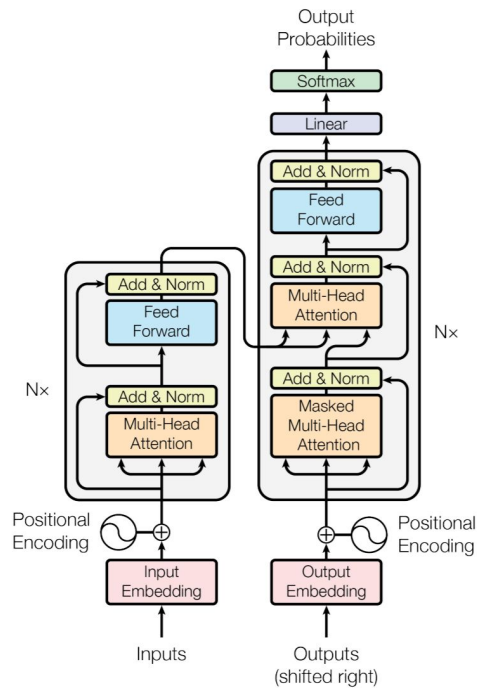 Output
Probabilities
Softmax
Linear
Add & Norm
Feed
Forward
Add & Norm
Multi-Head
Attention
Nx
Add & Norm
Masked
Multi-Head
Attention
Add & Norm
Feed
Forward
Nx
Add & Norm
Multi-Head
Attention
Positional
Encoding
Positional
Encoding
Input
Embedding
Output
Embedding
Inputs
Outputs
(shifted right)